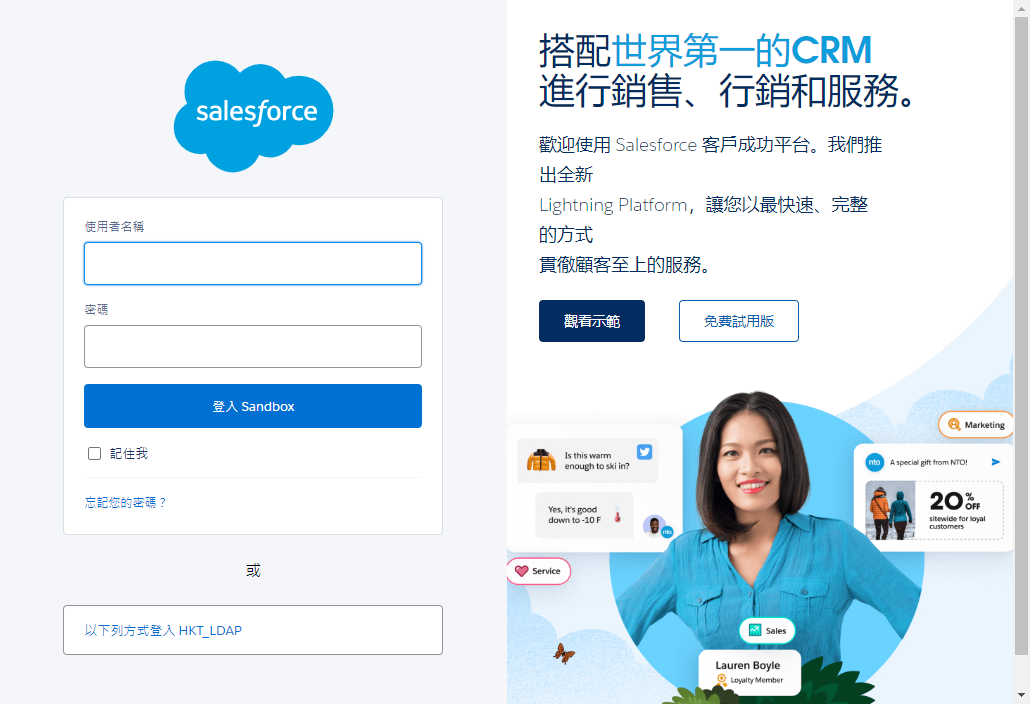 salesforce
使用者名稱
密碼
登入 Sandbox
記住我
忘記您的密碼？
或
以下列方式登入 HKT_LDAP
搭配世界第一的CRM
進行銷售、行銷和服務。
歡迎使用 Salesforce 客戶成功平台。我們推
出全新
Lightning Platform，讓您以最快速、完整
的方式
貫徹顧客至上的服務。
觀看示範
免費試用版
Marketing
Is this warm
enough to ski in?
Yes, it's good
down to -10 F
nto
Service
nto
A special gift from NTO!
20% OFF
sitewide for loyal
customers
Sales
Lauren Boyle
Loyalty Member